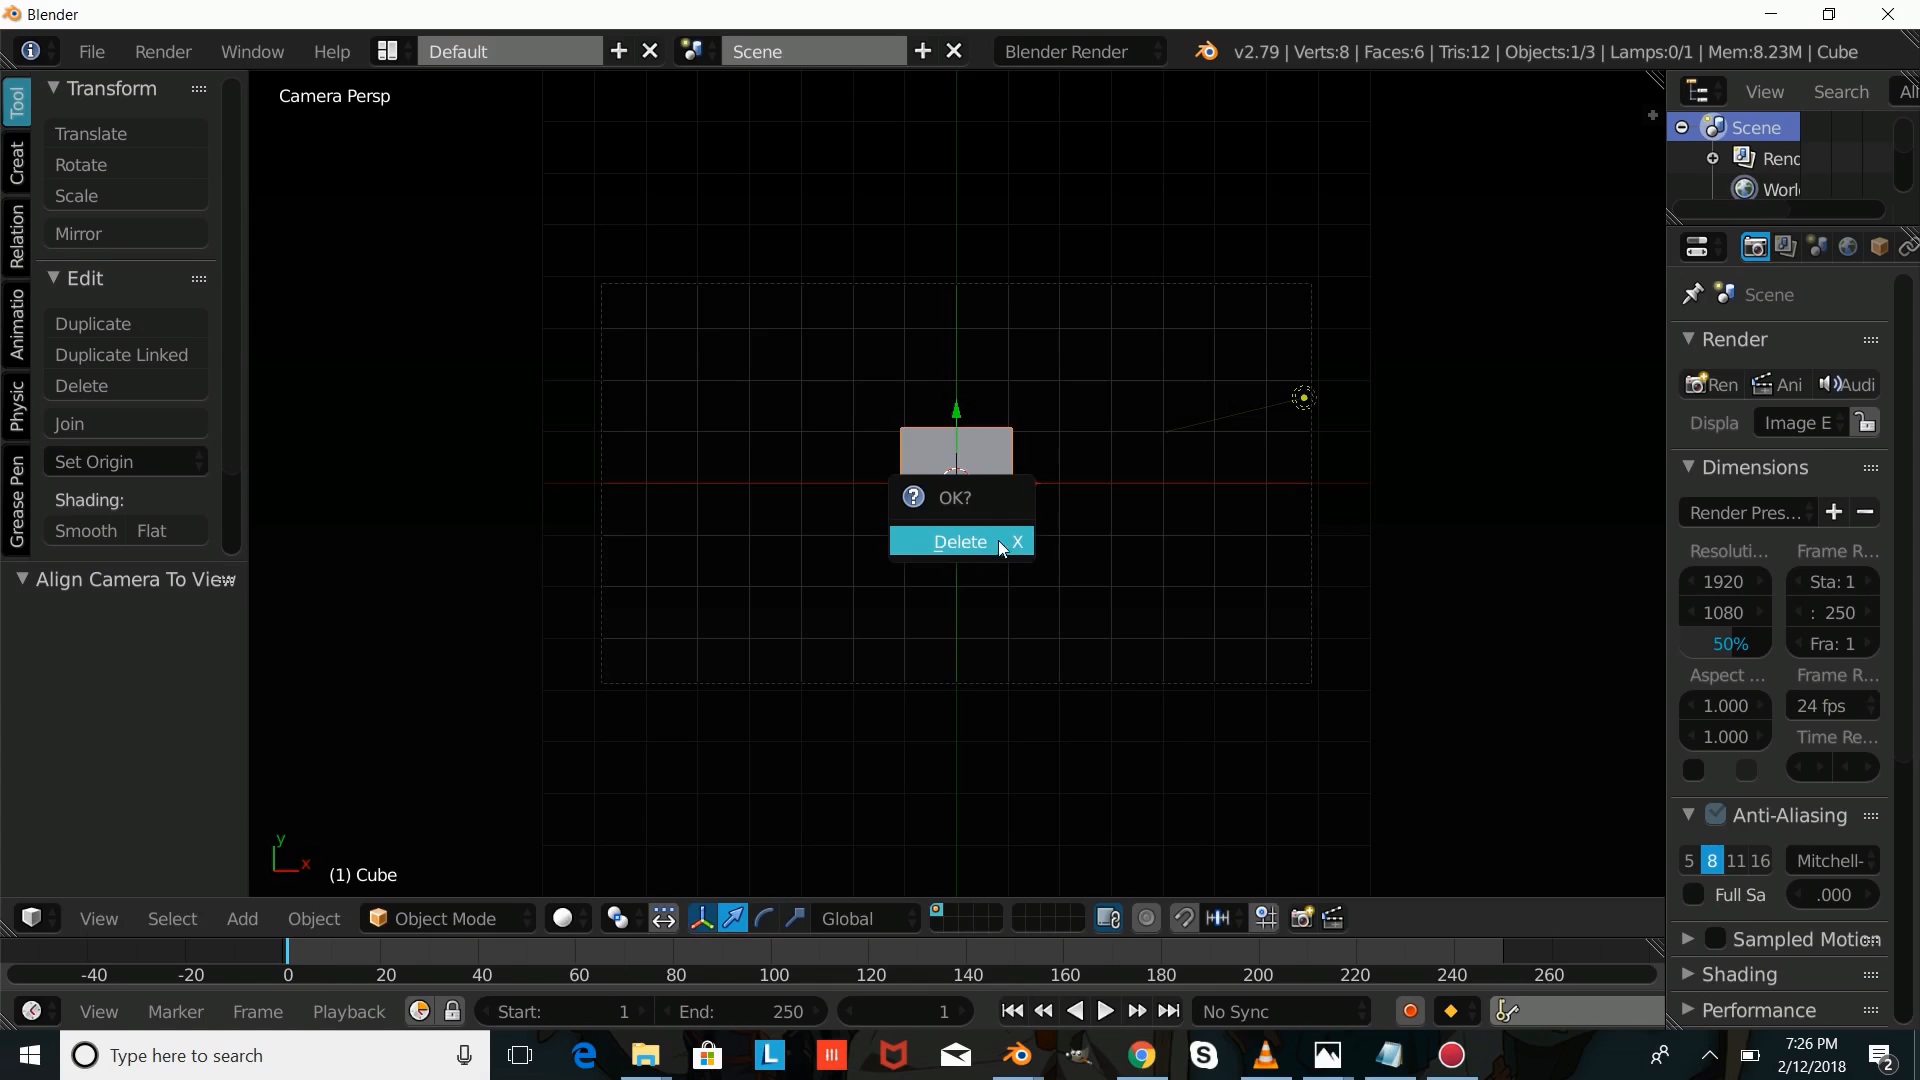 Blender
File Render Window Help Default Scene Blender Render v2.79 | Verts:8 | Faces:6 | Tris:12 | Objects:1/3 | Lamps:0/1 | Mem:8.23M | Cube
Tool
Creat
Relation
Animatio
Physic
Grease Pen
Transform
Translate
Rotate
Scale
Mirror
Edit
Duplicate
Duplicate Linked
Delete
Join
Set Origin
Shading:
Smooth Flat
Align Camera To View
Camera Persp
OK?
Delete X
y
x
(1) Cube
View Search All
Scene
Renc
Worl
Scene
Render
Ren Ani Audi
Displa Image E
Dimensions
Render Pres...
Resoluti... Frame R...
1920 Sta: 1
1080 : 250
50% Fra: 1
Aspect ... Frame R...
1.000 24 fps
1.000 Time Re...
Anti-Aliasing
5 8 11 16 Mitchell-
Full Sa .000
Sampled Motion
Shading
Performance
View Select Add Object Object Mode Global
-40 -20 0 20 40 60 80 100 120 140 160 180 200 220 240 260
View Marker Frame Playback Start: 1 End: 250 1 No Sync
Type here to search
L
S
7:26 PM
2/12/2018
2